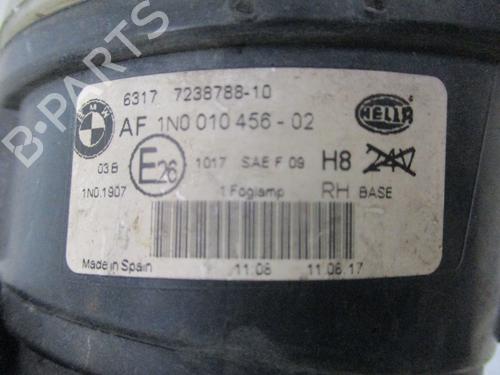 B-PARTS
6317 7238788-10
BMW
AF 1N0 010 456-02
HELLA
03 B
E26
1017 SAE F 09
H8
24V
1N0.1907
1 Foglamp
RH BASE
Made in Spain
11.08
11.06.17